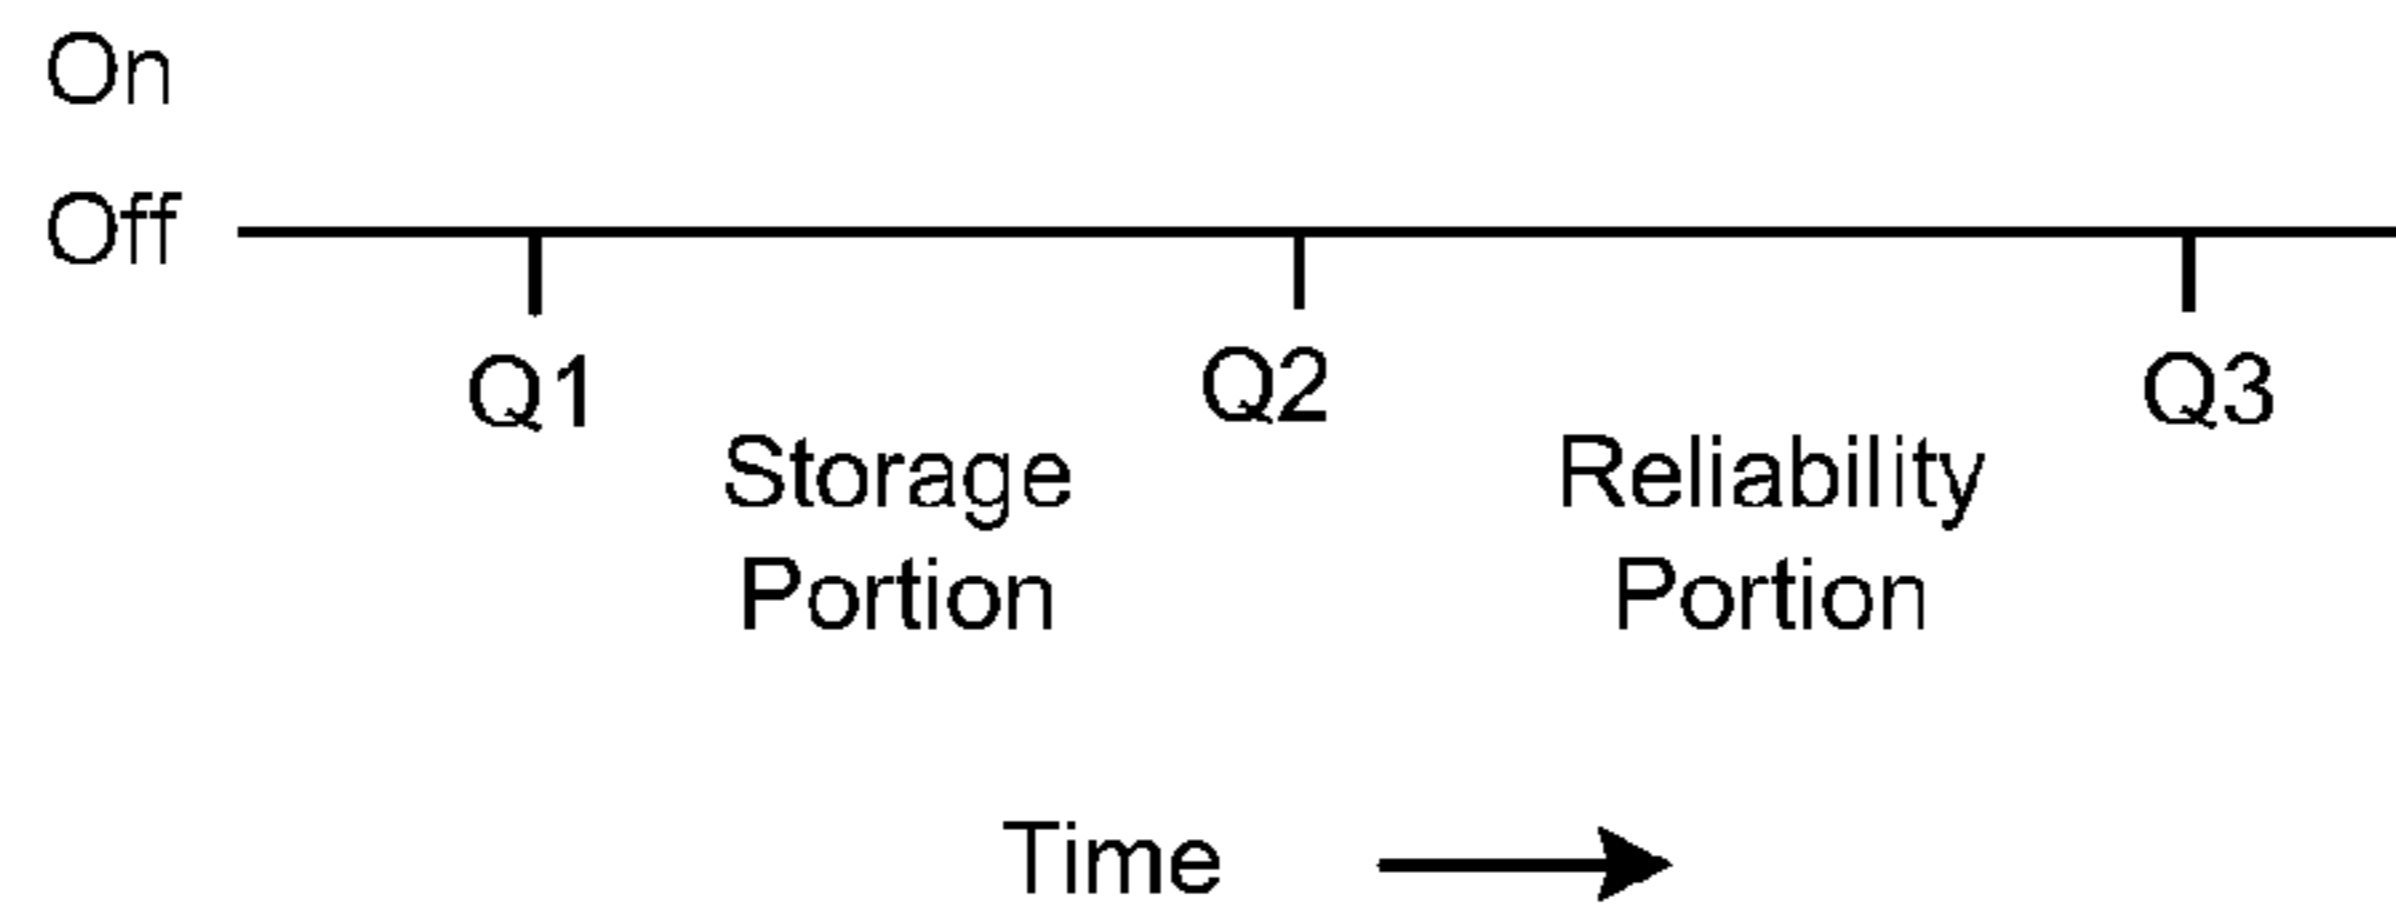 On
Off
Q1 Q2 Q3
Storage Reliability
Portion Portion
Time